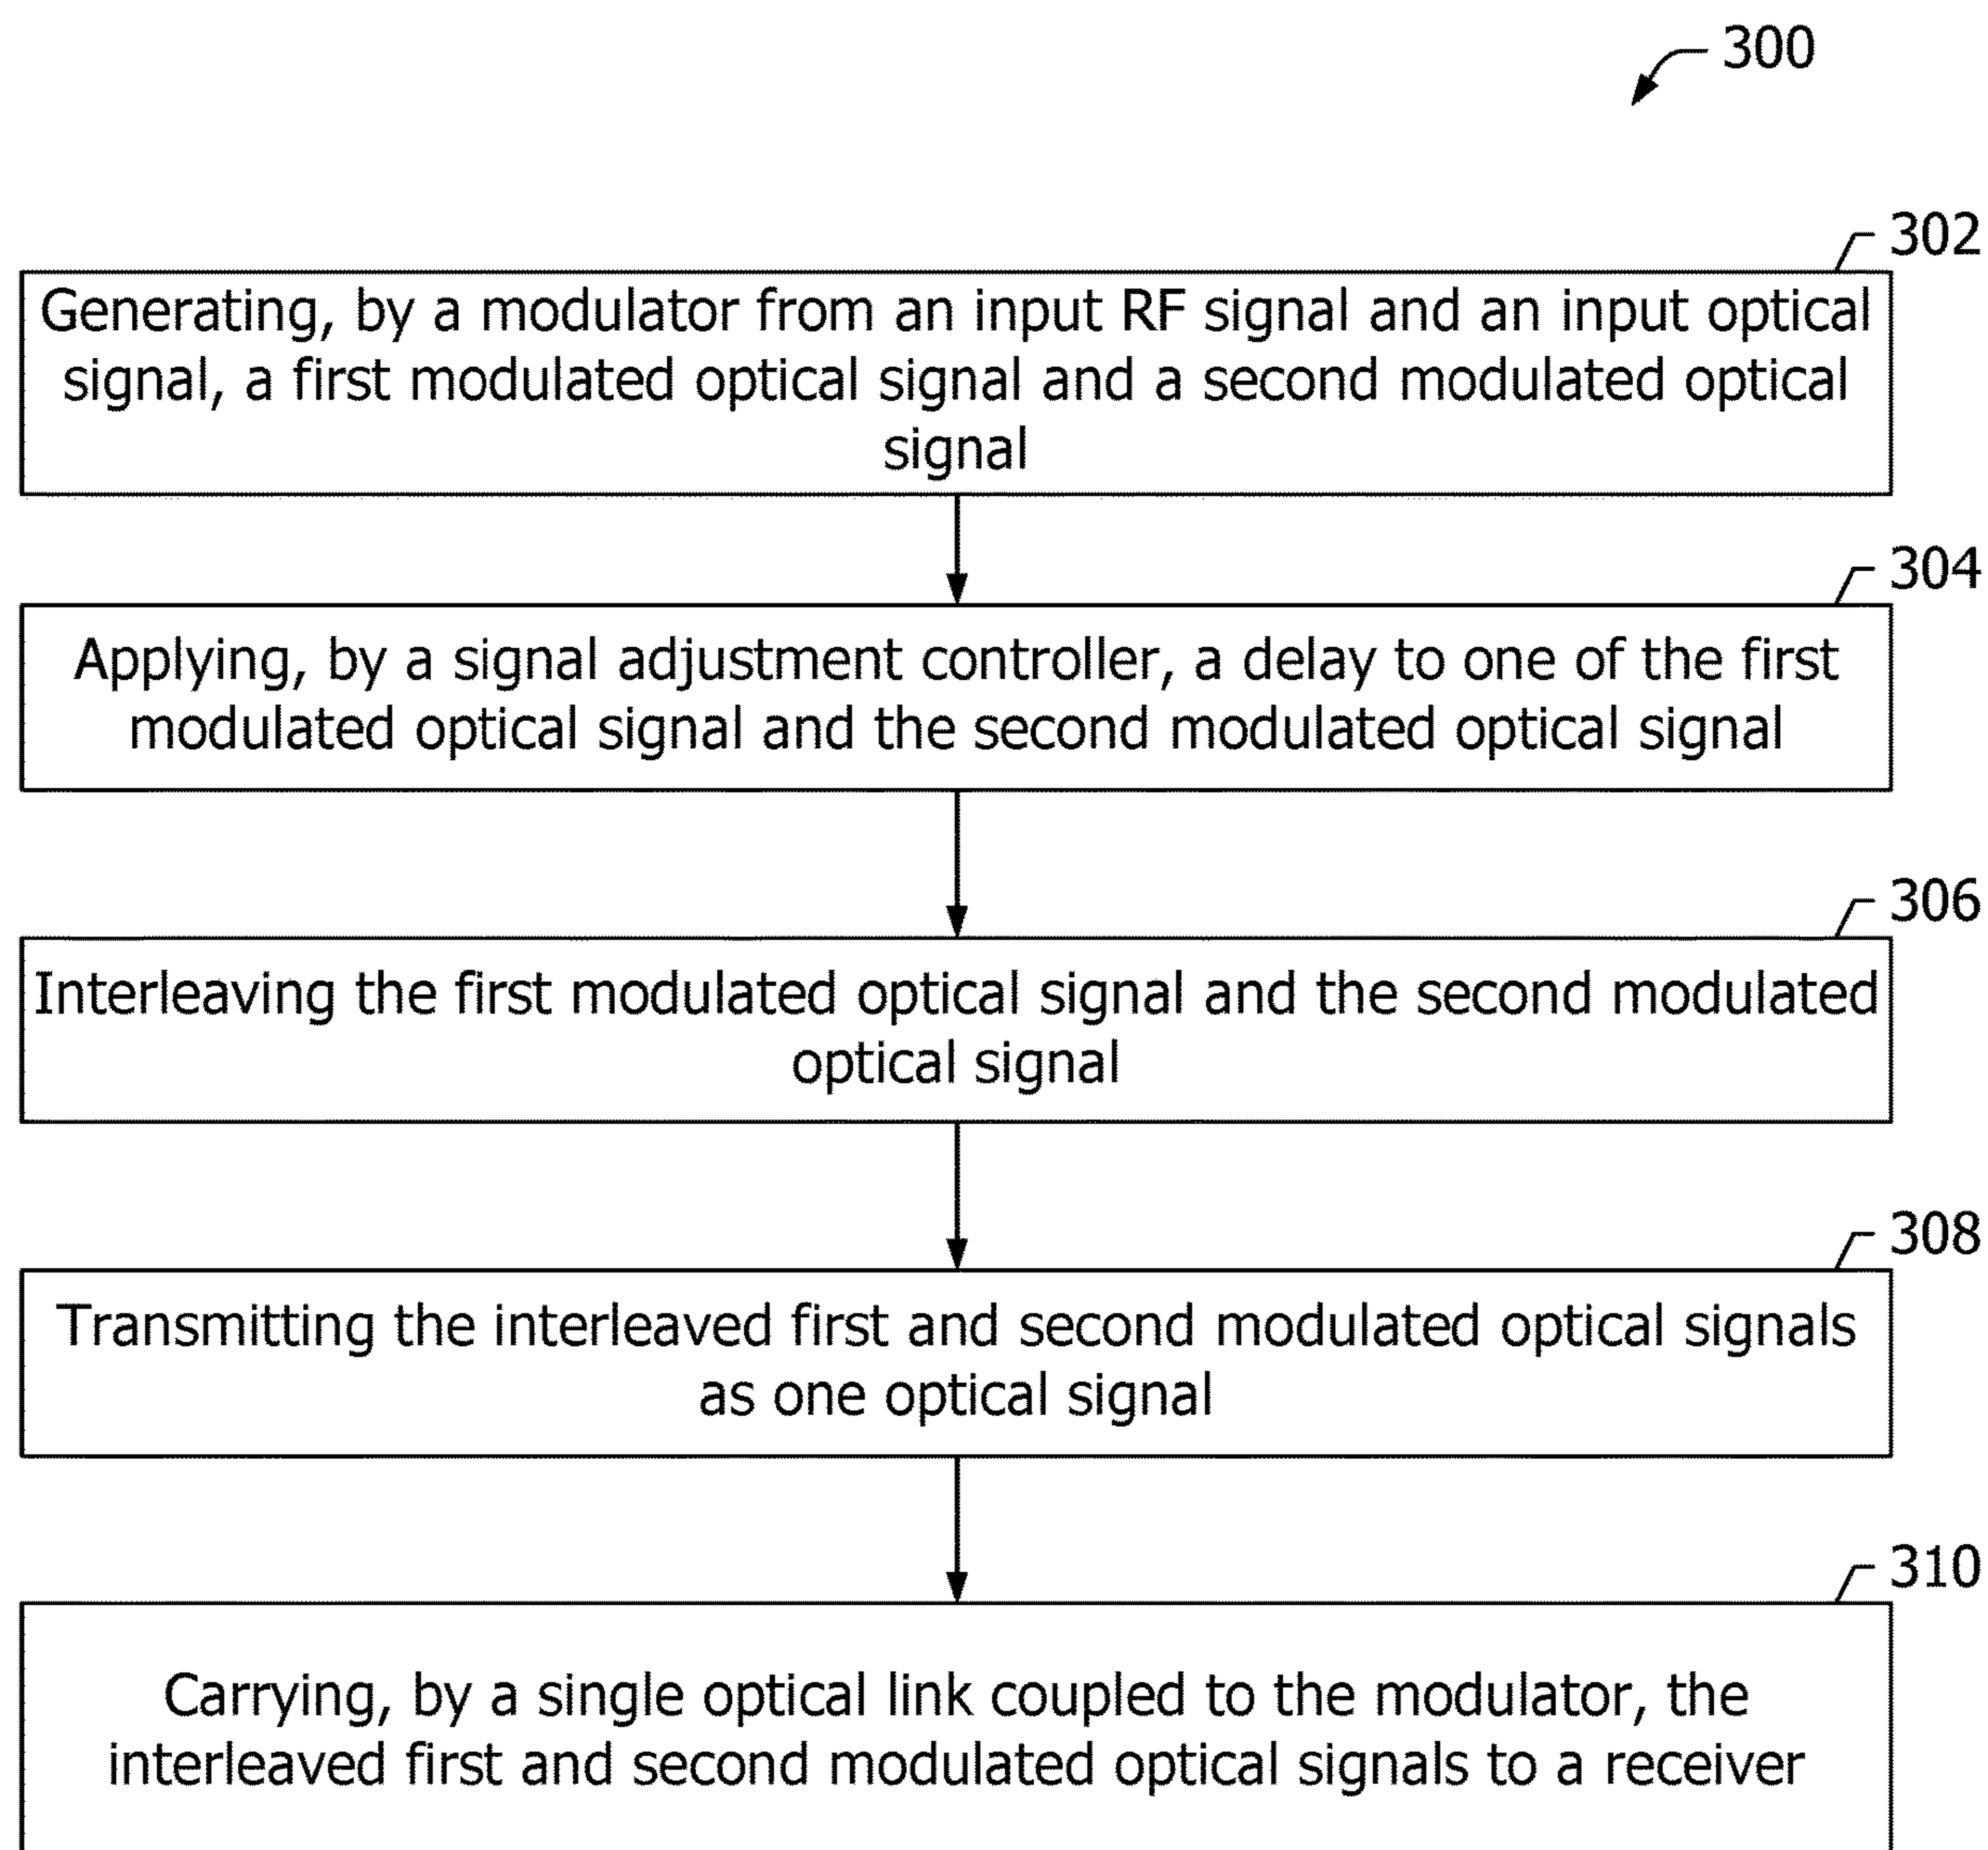 300
302
Generating, by a modulator from an input RF signal and an input optical
signal, a first modulated optical signal and a second modulated optical
signal
304
Applying, by a signal adjustment controller, a delay to one of the first
modulated optical signal and the second modulated optical signal
306
Interleaving the first modulated optical signal and the second modulated
optical signal
308
Transmitting the interleaved first and second modulated optical signals
as one optical signal
310
Carrying, by a single optical link coupled to the modulator, the
interleaved first and second modulated optical signals to a receiver